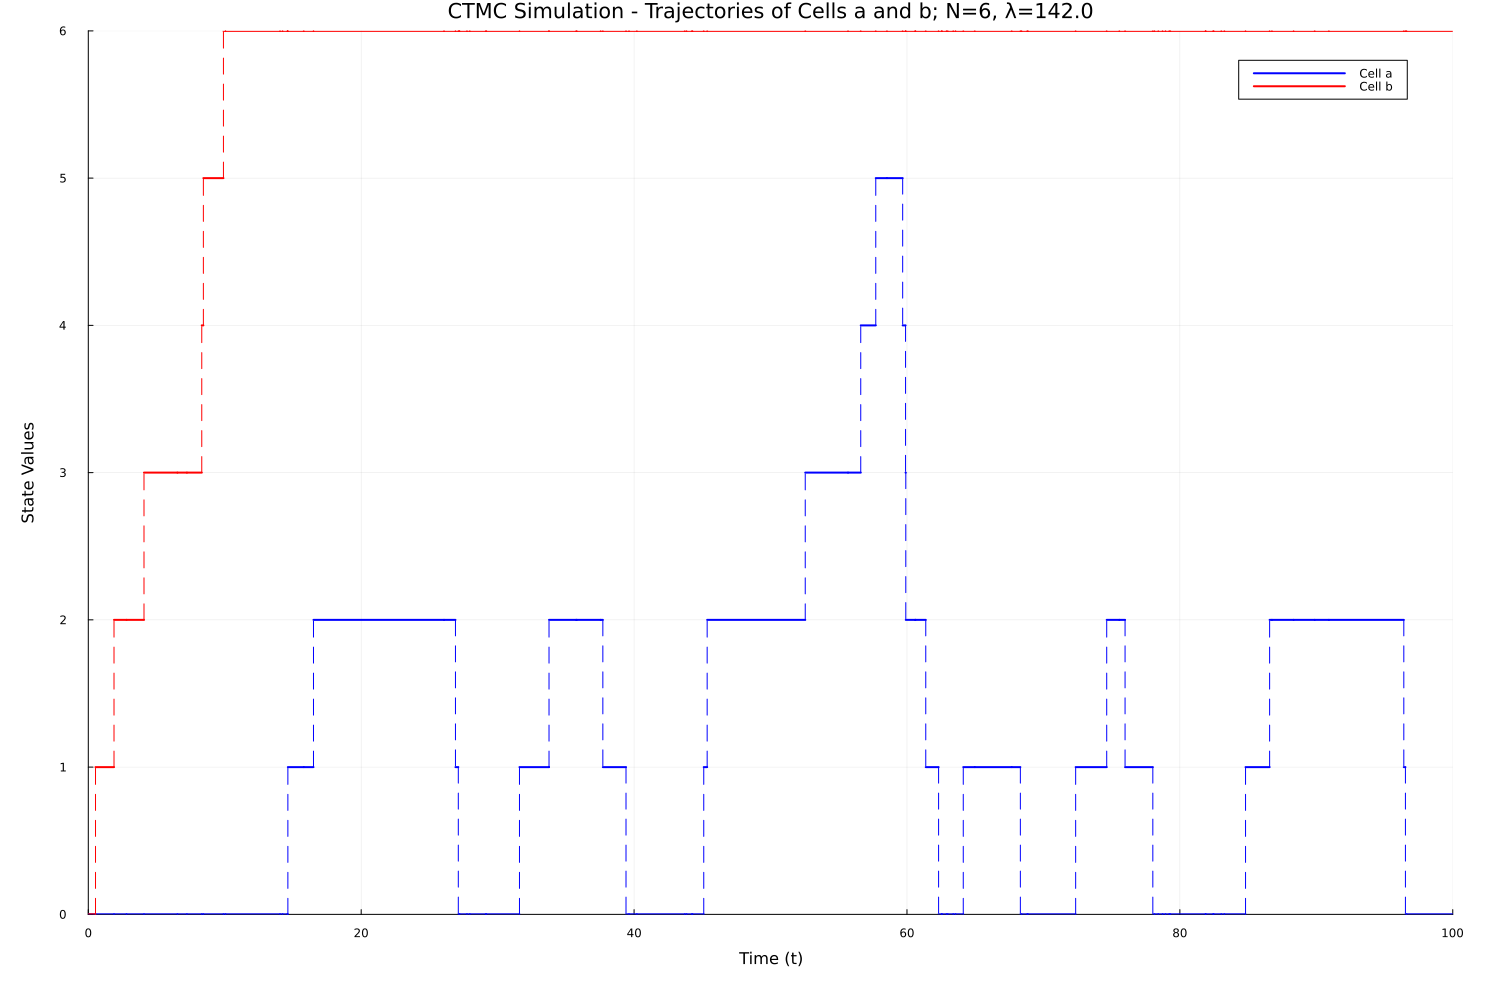 CTMC Simulation - Trajectories of Cells a and b; N=6, λ=142.0
6
5
4
3
2
1
0
State Values
Cell a
Cell b
0 20 40 60 80 100
Time (t)